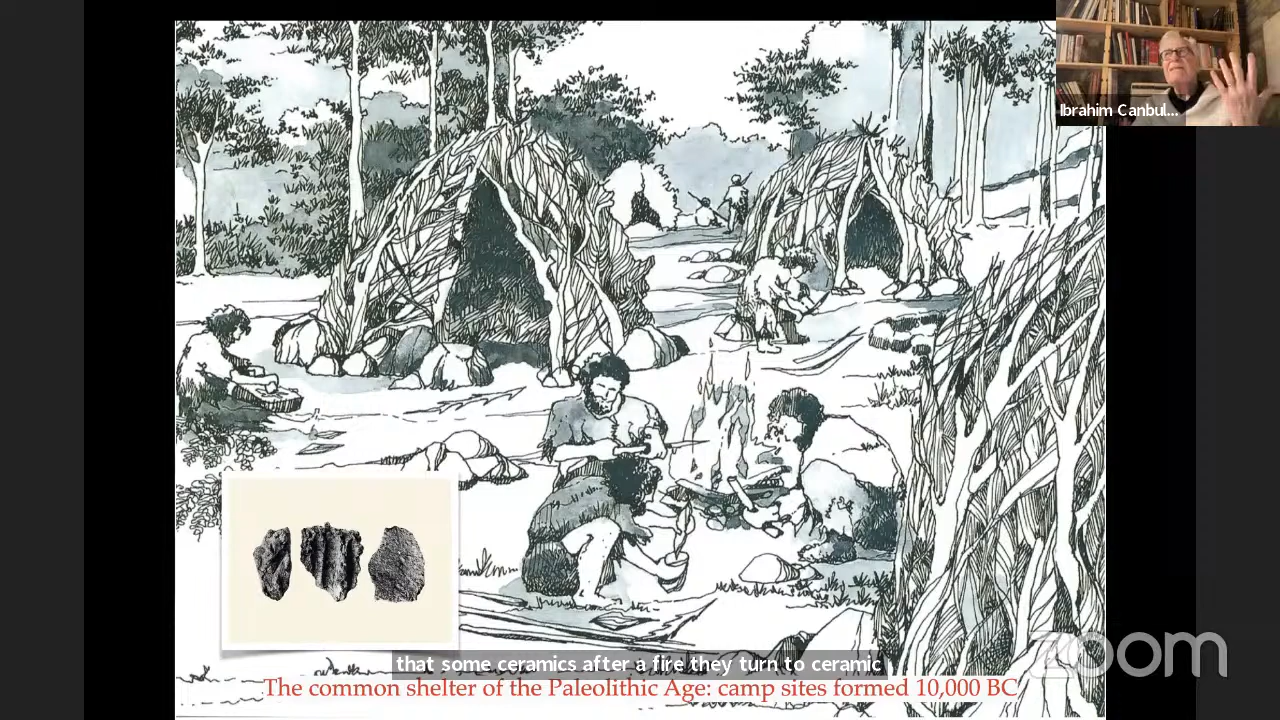 Ibrahim Canbul...
zoom
that some ceramics after a fire they turn to ceramic
The common shelter of the Paleolithic Age: camp sites formed 10,000 BC